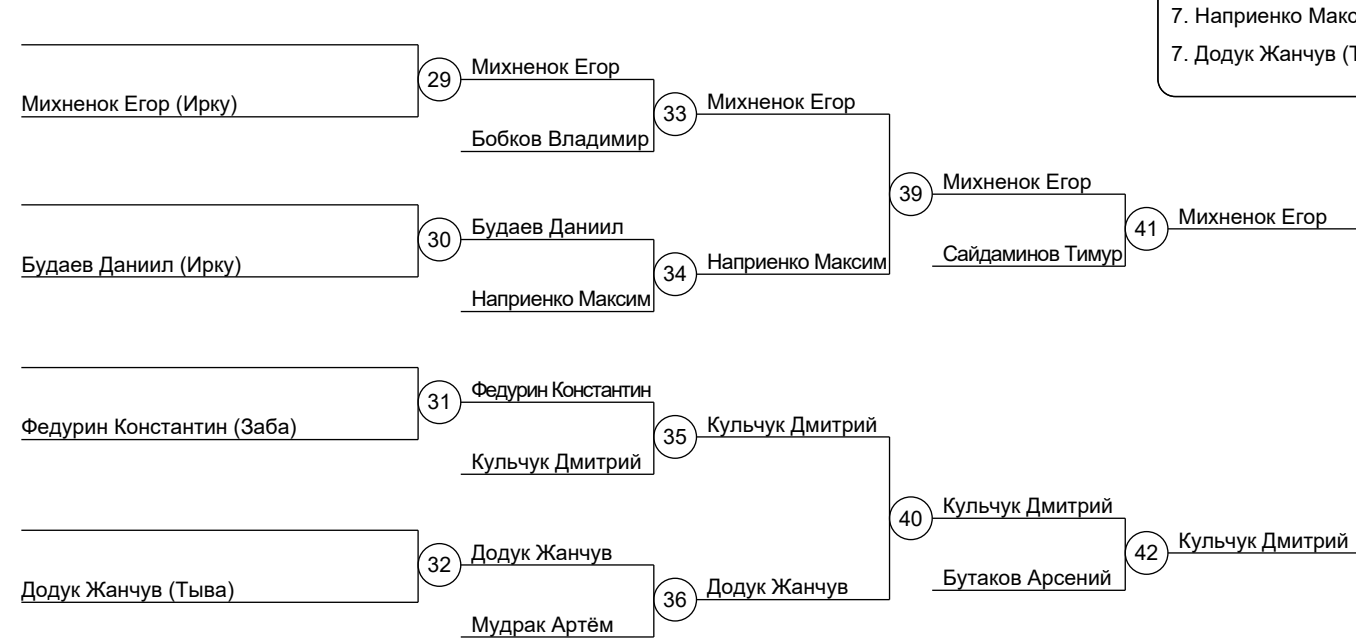 7. Наприенко Макс
7. Додук Жанчув (
Михненок Егор (Ирку)
29
Михненок Егор
Бобков Владимир
33
Михненок Егор
Будаев Даниил (Ирку)
30
Будаев Даниил
Наприенко Максим
34
Наприенко Максим
39
Михненок Егор
Сайдаминов Тимур
41
Михненок Егор
Федурин Константин (Заба)
31
Федурин Константин
Кульчук Дмитрий
35
Кульчук Дмитрий
Додук Жанчув (Тыва)
32
Додук Жанчув
Мудрак Артём
36
Додук Жанчув
40
Кульчук Дмитрий
Бутаков Арсений
42
Кульчук Дмитрий